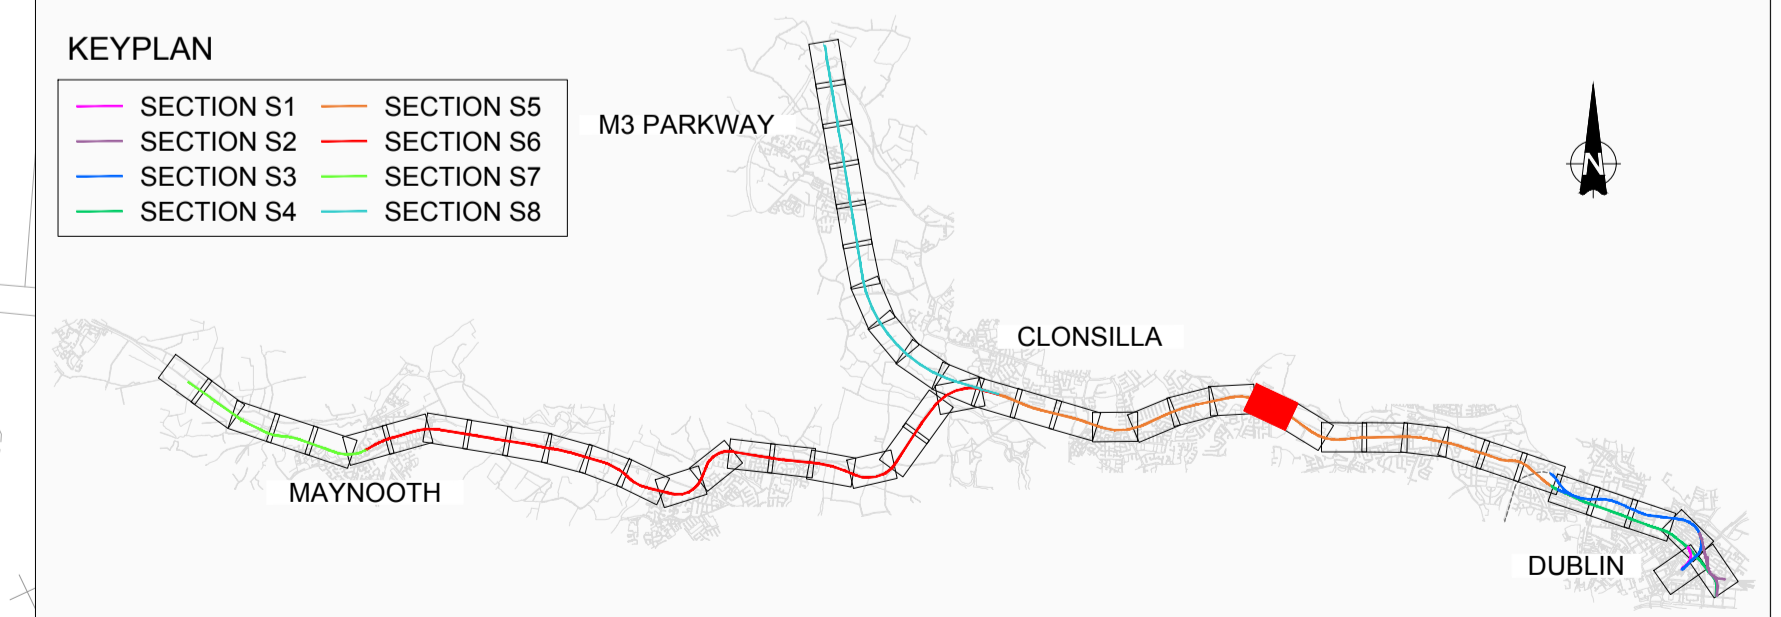 KEYPLAN
SECTION S1 SECTION S5
SECTION S2 SECTION S6
SECTION S3 SECTION S7
SECTION S4 SECTION S8
M3 PARKWAY
N
CLONSILLA
MAYNOOTH
DUBLIN